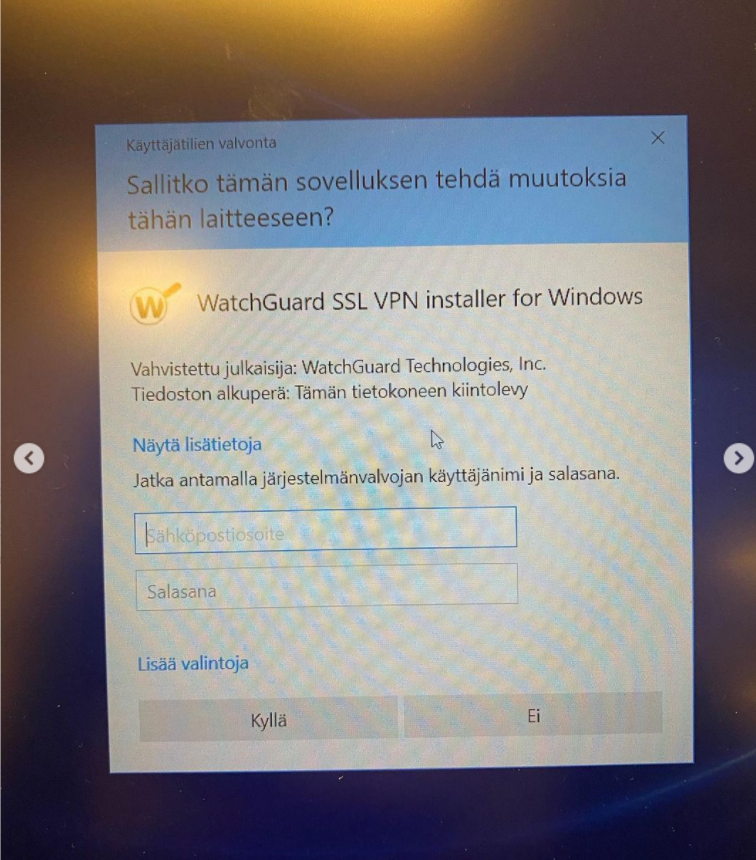 Käyttäjätilien valvonta
Sallitko tämän sovelluksen tehdä muutoksia
tähän laitteeseen?
W
WatchGuard SSL VPN installer for Windows
Vahvistettu julkaisija: WatchGuard Technologies, Inc.
Tiedoston alkuperä: Tämän tietokoneen kiintolevy
Näytä lisätietoja
Jatka antamalla järjestelmänvalvojan käyttäjänimi ja salasana.
Sähköpostiosoite
Salasana
Lisää valintoja
Kyllä
Ei